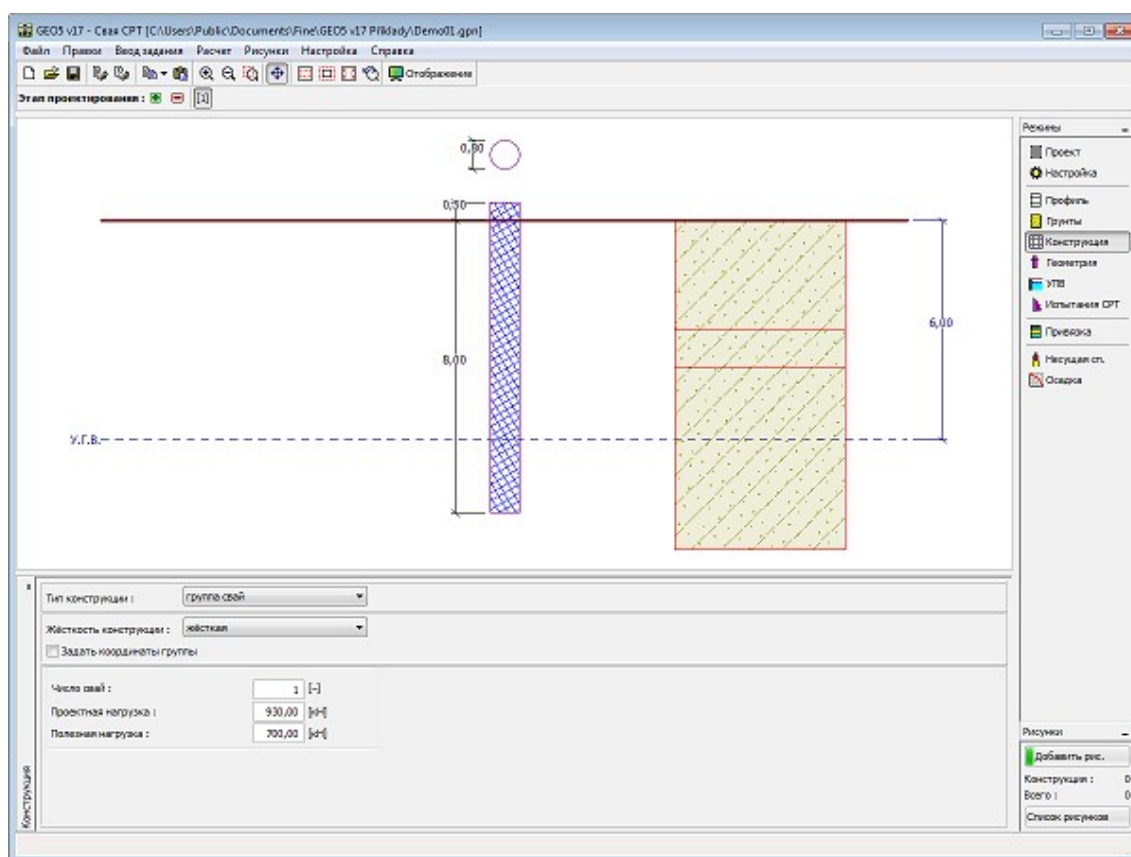 GEO5 v17 - Свая CPT [C:\Users\Public\Documents\Fine\GEO5 v17 Příklady\Demo01.gpn]
Файл Правки Ввод задания Расчет Рисунки Настройка Справка
Отображение
Этап проектирования : [1]
0,80
0,50
8,00
6,00
У.Г.В.
Режимы
Проект
Настройка
Профиль
Грунты
Конструкция
Геометрия
УПВ
Испытания CPT
Привязка
Несущая сп.
Осадка
Тип конструкции : группа свай
Жёсткость конструкции : жёсткая
Задать координаты группы
Число свай : 1 [-]
Проектная нагрузка : 930,00 [кН]
Полезная нагрузка : 700,00 [кН]
Конструкция
Рисунки
Добавить рис.
Конструкция : 0
Всего : 0
Список рисунков